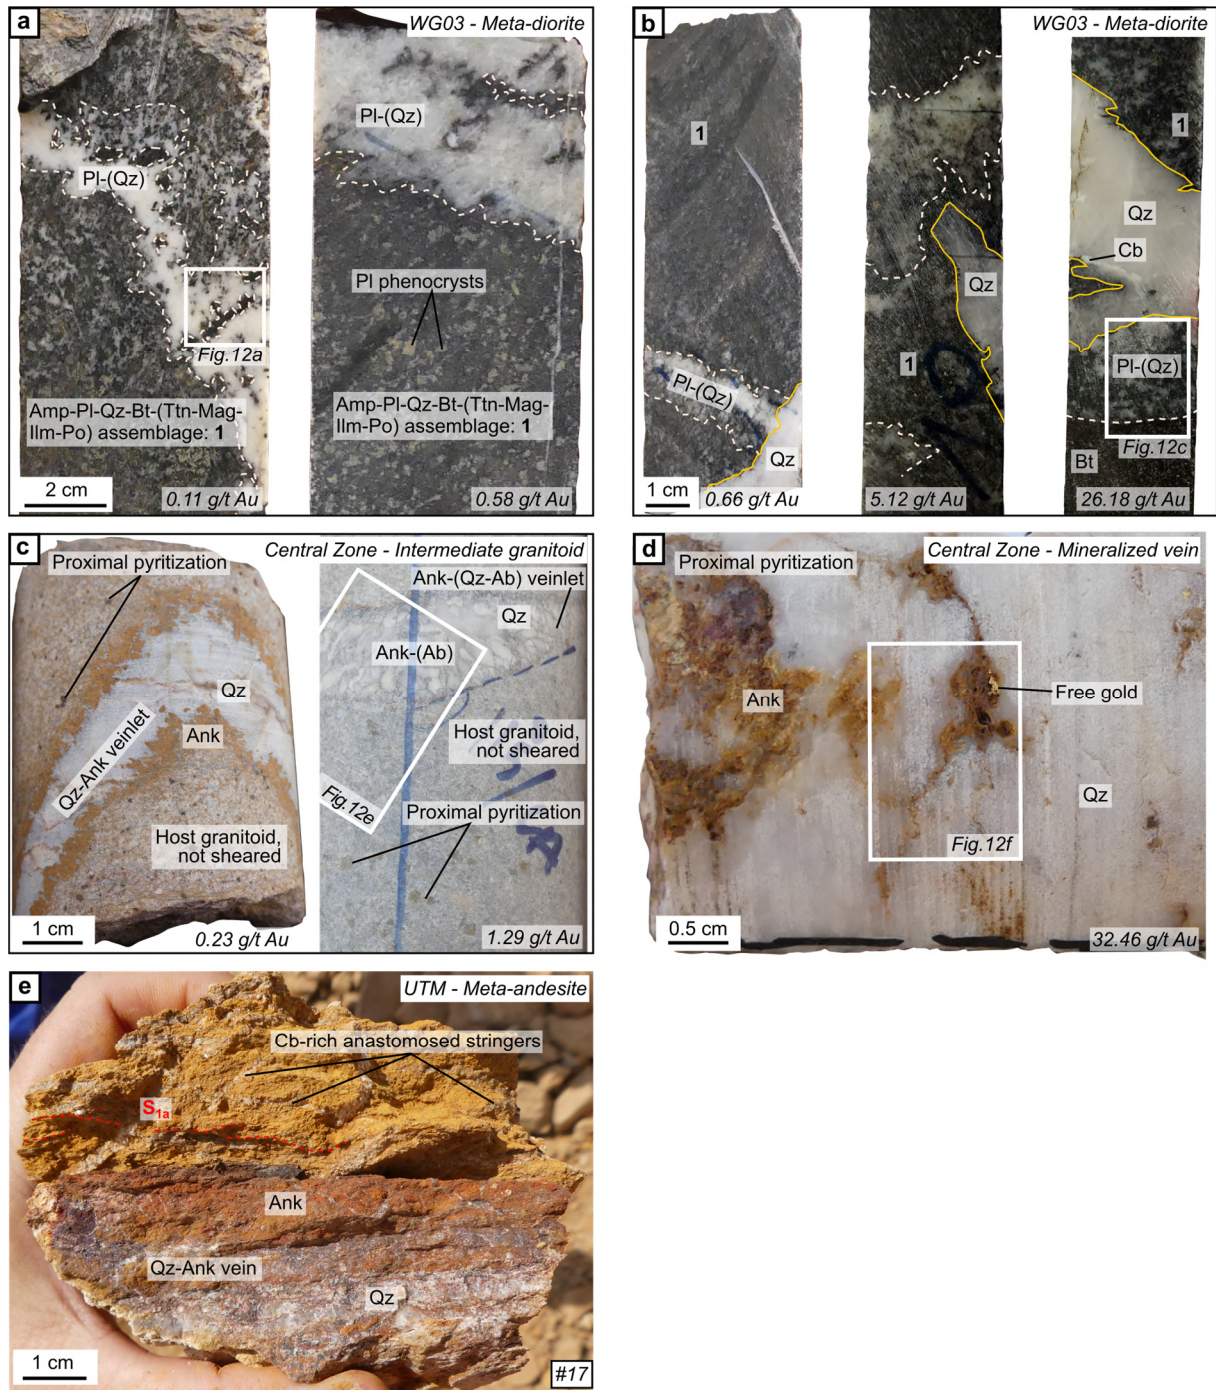 a
WG03 - Meta-diorite
Pl-(Qz)
Pl-(Qz)
Pl phenocrysts
Fig.12a
Amp-Pl-Qz-Bt-(Ttn-Mag-
Ilm-Po) assemblage: 1
Amp-Pl-Qz-Bt-(Ttn-Mag-
Ilm-Po) assemblage: 1
2 cm
0.11 g/t Au
0.58 g/t Au
b
WG03 - Meta-diorite
1
1
Qz
Cb
Qz
Pl-(Qz)
1
Pl-(Qz)
Qz
Fig.12c
Bt
1 cm
0.66 g/t Au
5.12 g/t Au
26.18 g/t Au
c
Central Zone - Intermediate granitoid
Proximal pyritization
Ank-(Qz-Ab) veinlet
Qz
Ank-(Ab)
Qz
Ank
Qz-Ank veinlet
Host granitoid,
not sheared
Fig.12e
Proximal pyritization
Host granitoid,
not sheared
1 cm
0.23 g/t Au
1.29 g/t Au
d
Central Zone - Mineralized vein
Proximal pyritization
Ank
Free gold
Qz
Fig.12f
0.5 cm
32.46 g/t Au
e
UTM - Meta-andesite
Cb-rich anastomosed stringers
S1a
Ank
Qz-Ank vein
Qz
1 cm
#17